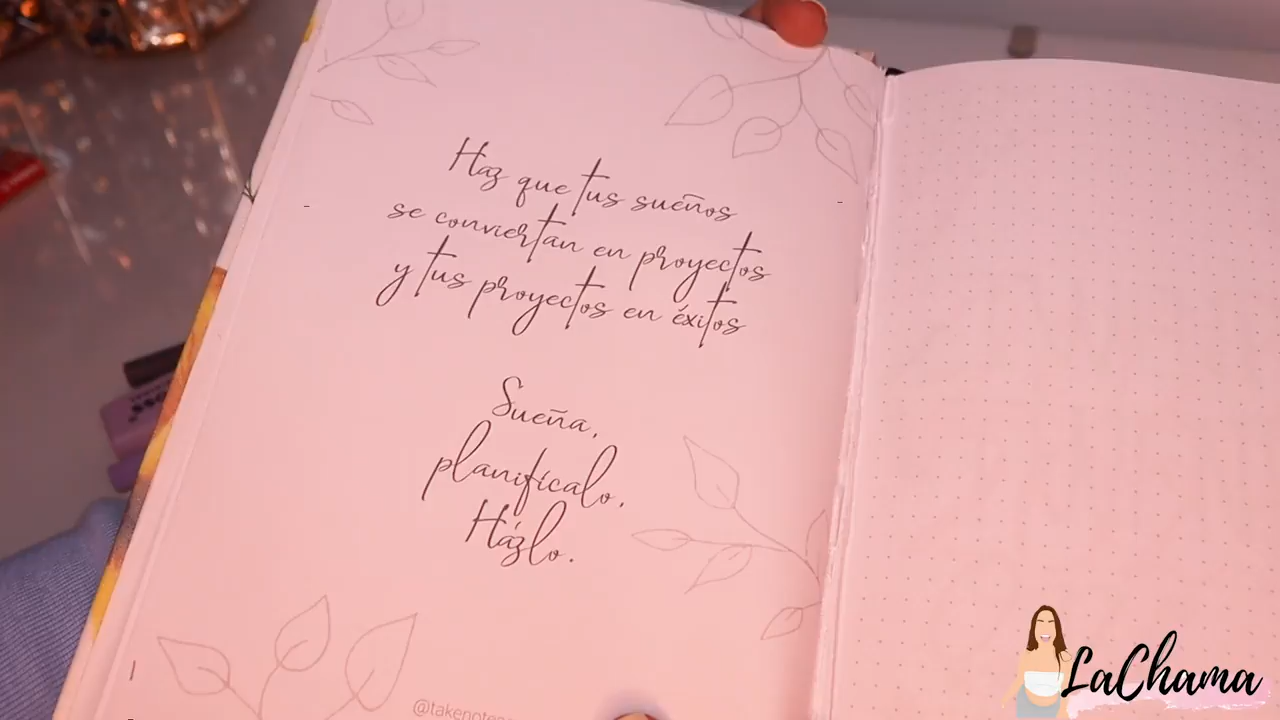 Haz que tus sueños
se conviertan en proyectos
y tus proyectos en éxitos
Sueña,
planifícalo,
Házlo.
LaChama